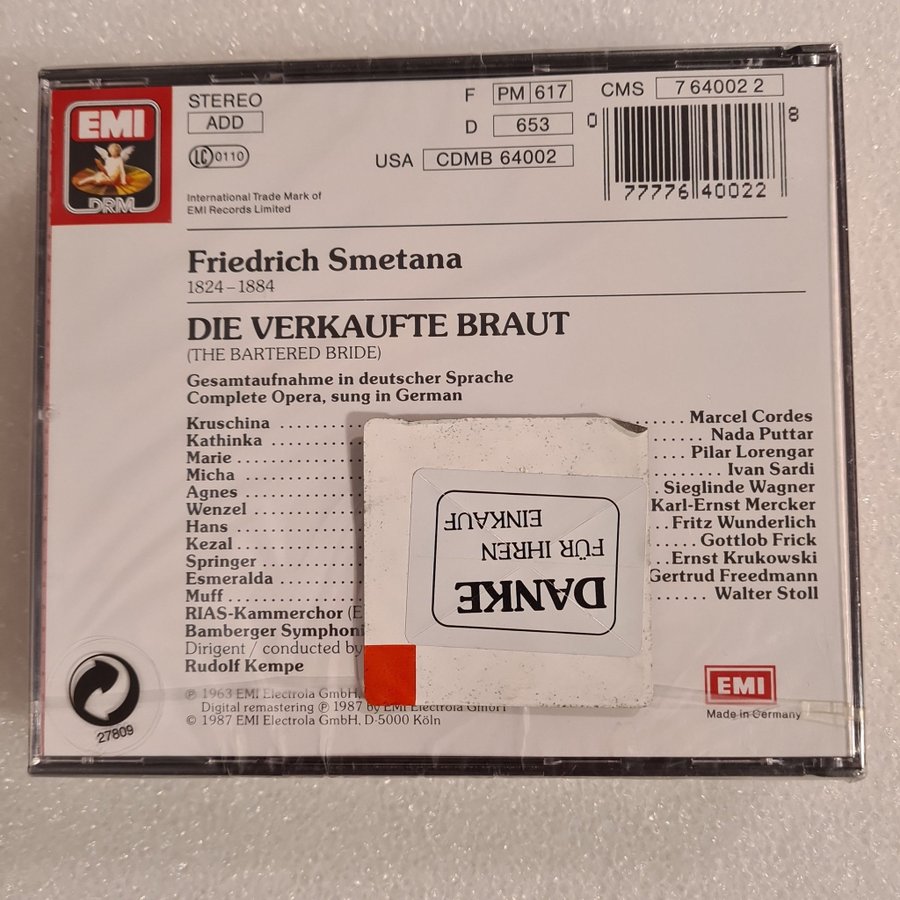 EMI
DRM
STEREO
ADD
LC 0110
International Trade Mark of
EMI Records Limited
F PM 617
D 653
USA CDMB 64002
CMS 7 64002 2
0 77776 40022 8
Friedrich Smetana
1824–1884
DIE VERKAUFTE BRAUT
(THE BARTERED BRIDE)
Gesamtaufnahme in deutscher Sprache
Complete Opera, sung in German
Kruschina ........ Marcel Cordes
Kathinka ........ Nada Puttar
Marie ........ Pilar Lorengar
Micha ........ Ivan Sardi
Agnes ........ Sieglinde Wagner
Wenzel ........ Karl-Ernst Mercker
Hans ........ Fritz Wunderlich
Kezal ........ Gottlob Frick
Springer ........ Ernst Krukowski
Esmeralda ........ Gertrud Freedmann
Muff ........ Walter Stoll
RIAS-Kammerchor
Bamberger
Dirigent / conducted by
Rudolf Kempe
℗ 1963 EMI Electrola GmbH,
Digital remastering ℗ 1987 by EMI Electrola GmbH
© 1987 EMI Electrola GmbH, D-5000 Köln
DANKE
FÜR IHREN
EINKAUF
EMI
Made in Germany
27809